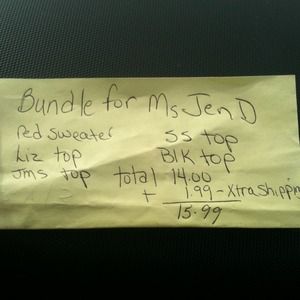 Bundle for Ms Jen D
red sweater SS top
Liz top Blk top
Jms top total 14.00
+ 1.99 - Xtra Shippin
15.99